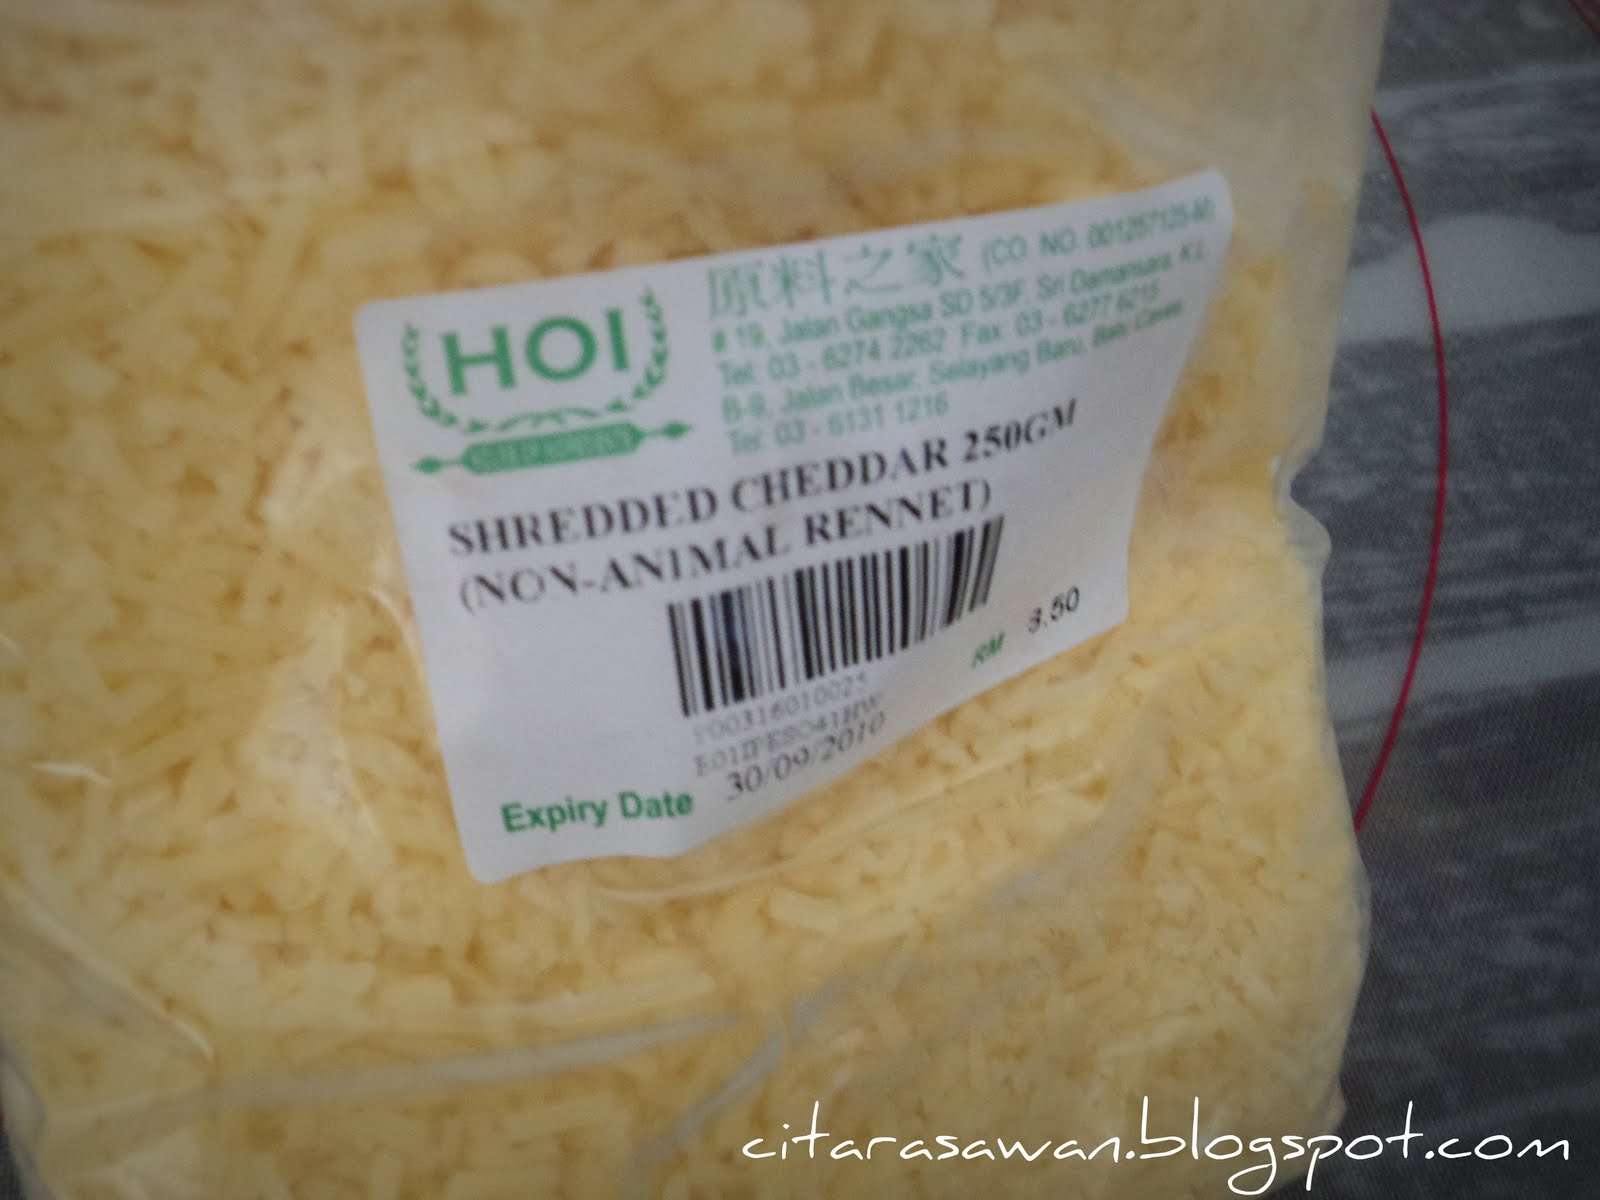 HOI
原料之家 (CO. NO. 001257125-M)
# 19, Jalan Gangsa SD 5/3F, Sri Damansara, K.L.
Tel: 03 - 6274 2262 Fax: 03 - 6277 6215
B-9, Jalan Besar, Selayang Baru, Batu Caves
Tel: 03 - 6131 1216
SHREDDED CHEDDAR 250GM
(NON-ANIMAL RENNET)
RM 8.50
P00316010025
30/09/2010
Expiry Date
citarasawan.blogspot.com